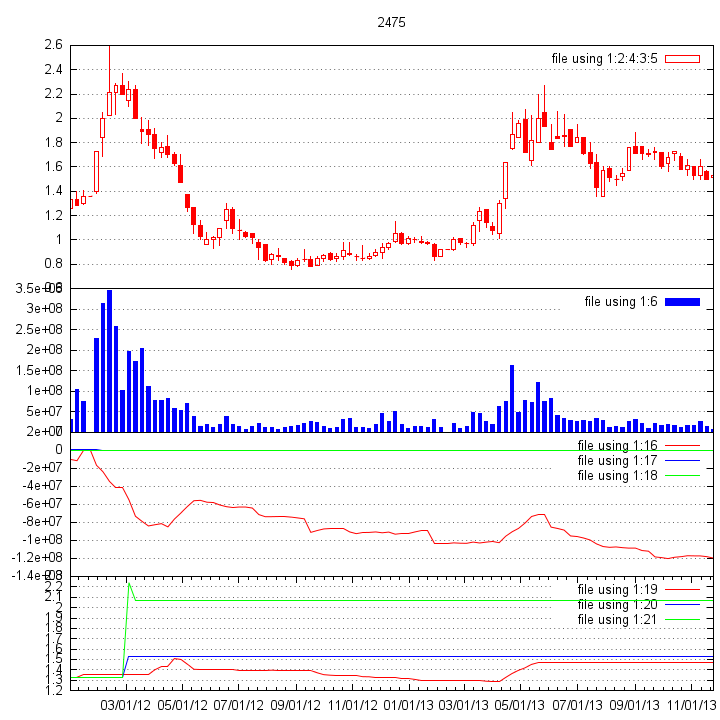 2475
2.6
file using 1:2:4:3:5
2.4
2.2
2
1.8
1.6
1.4
1.2
1
0.8
3.5e+08
file using 1:6
3e+08
2.5e+08
2e+08
1.5e+08
1e+08
5e+07
0
file using 1:16
-2e+07
file using 1:17
file using 1:18
-4e+07
-6e+07
-8e+07
-1e+08
-1.2e+08
-1.4e+08
2.2
file using 1:19
2.1
2
file using 1:20
1.9
file using 1:21
1.8
1.7
1.6
1.5
1.4
1.3
1.2
03/01/12 05/01/12 07/01/12 09/01/12 11/01/12 01/01/13 03/01/13 05/01/13 07/01/13 09/01/13 11/01/13